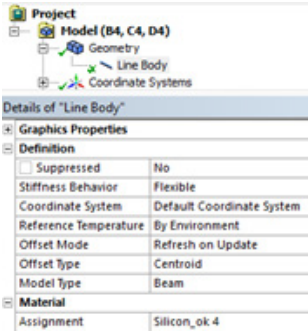 Project
Model (B4, C4, D4)
Geometry
Line Body
Coordinate Systems
Details of "Line Body"
Graphics Properties
Definition
Suppressed No
Stiffness Behavior Flexible
Coordinate System Default Coordinate System
Reference Temperature By Environment
Offset Mode Refresh on Update
Offset Type Centroid
Model Type Beam
Material
Assignment Silicon_ok 4